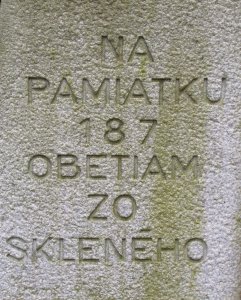 NA
PAMIATKU
187
OBETIAM
ZO
SKLENÉHO